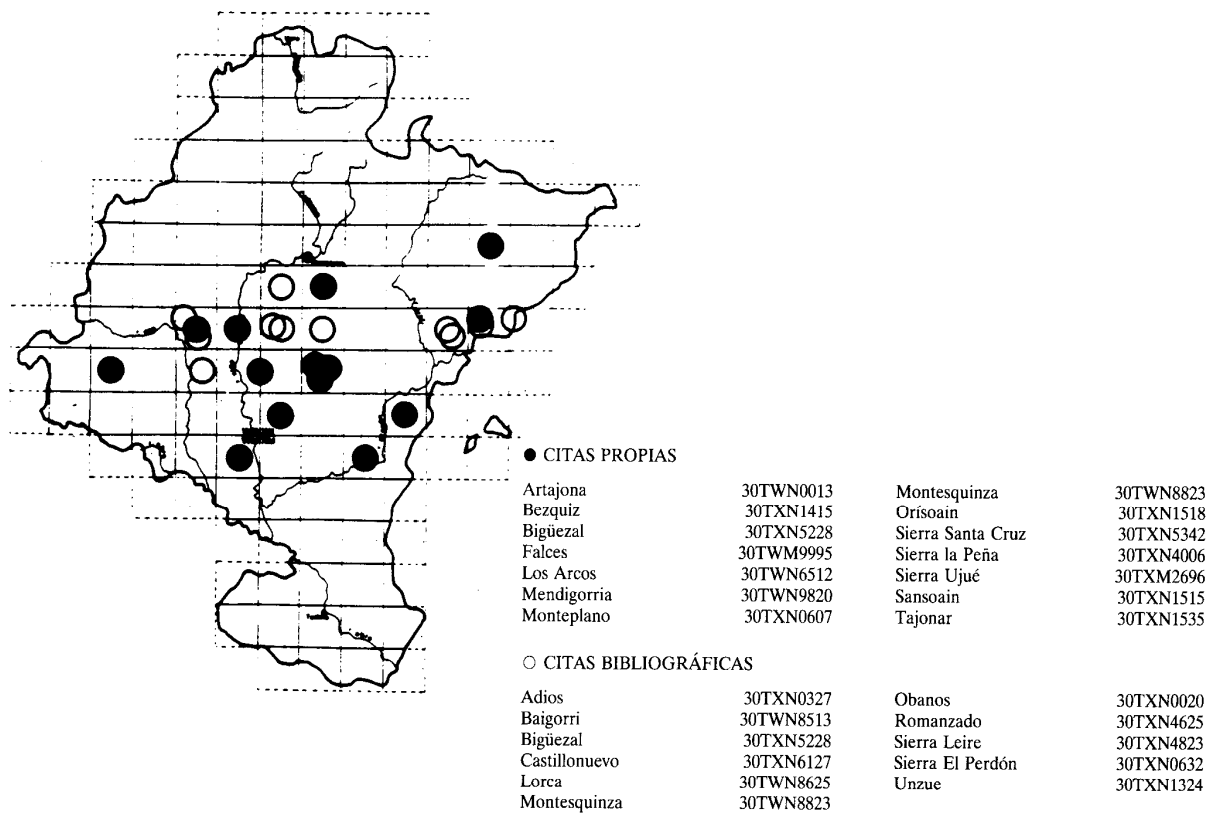 ● CITAS PROPIAS
Artajona 30TWN0013
Bezquiz 30TXN1415
Bigüezal 30TXN5228
Falces 30TWM9995
Los Arcos 30TWN6512
Mendigorria 30TWN9820
Monteplano 30TXN0607
Montesquinza 30TWN8823
Orísoain 30TXN1518
Sierra Santa Cruz 30TXN5342
Sierra la Peña 30TXN4006
Sierra Ujué 30TXM2696
Sansoain 30TXN1515
Tajonar 30TXN1535
○ CITAS BIBLIOGRÁFICAS
Adios 30TXN0327
Baigorri 30TWN8513
Bigüezal 30TXN5228
Castillonuevo 30TXN6127
Lorca 30TWN8625
Montesquinza 30TWN8823
Obanos 30TXN0020
Romanzado 30TXN4625
Sierra Leire 30TXN4823
Sierra El Perdón 30TXN0632
Unzue 30TXN1324